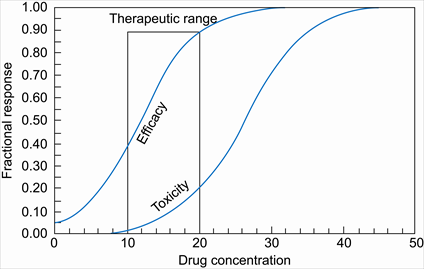 Therapeutic range
Fractional response
1.00
0.90
0.80
0.70
0.60
0.50
0.40
0.30
0.20
0.10
0.00
Efficacy
Toxicity
0 10 20 30 40 50
Drug concentration